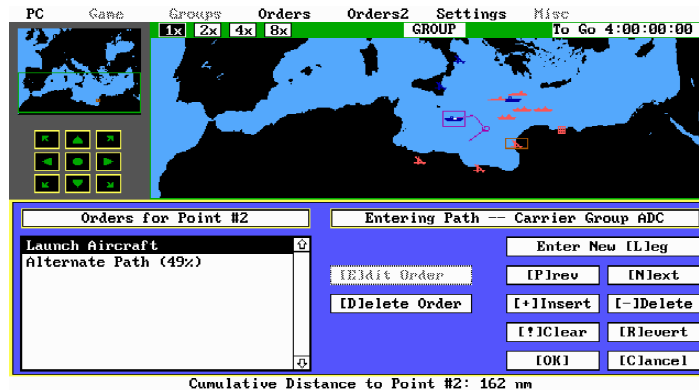 PC Game Groups Orders Orders2 Settings Misc
1x 2x 4x 8x GROUP To Go 4:00:00:00
Orders for Point #2
Entering Path -- Carrier Group ADC
Launch Aircraft
Alternate Path (49%)
Enter New [L]eg
[E]dit Order
[P]rev
[N]ext
[D]elete Order
[+]Insert
[-]Delete
[!]Clear
[R]evert
[OK]
[C]ancel
Cumulative Distance to Point #2: 162 nm